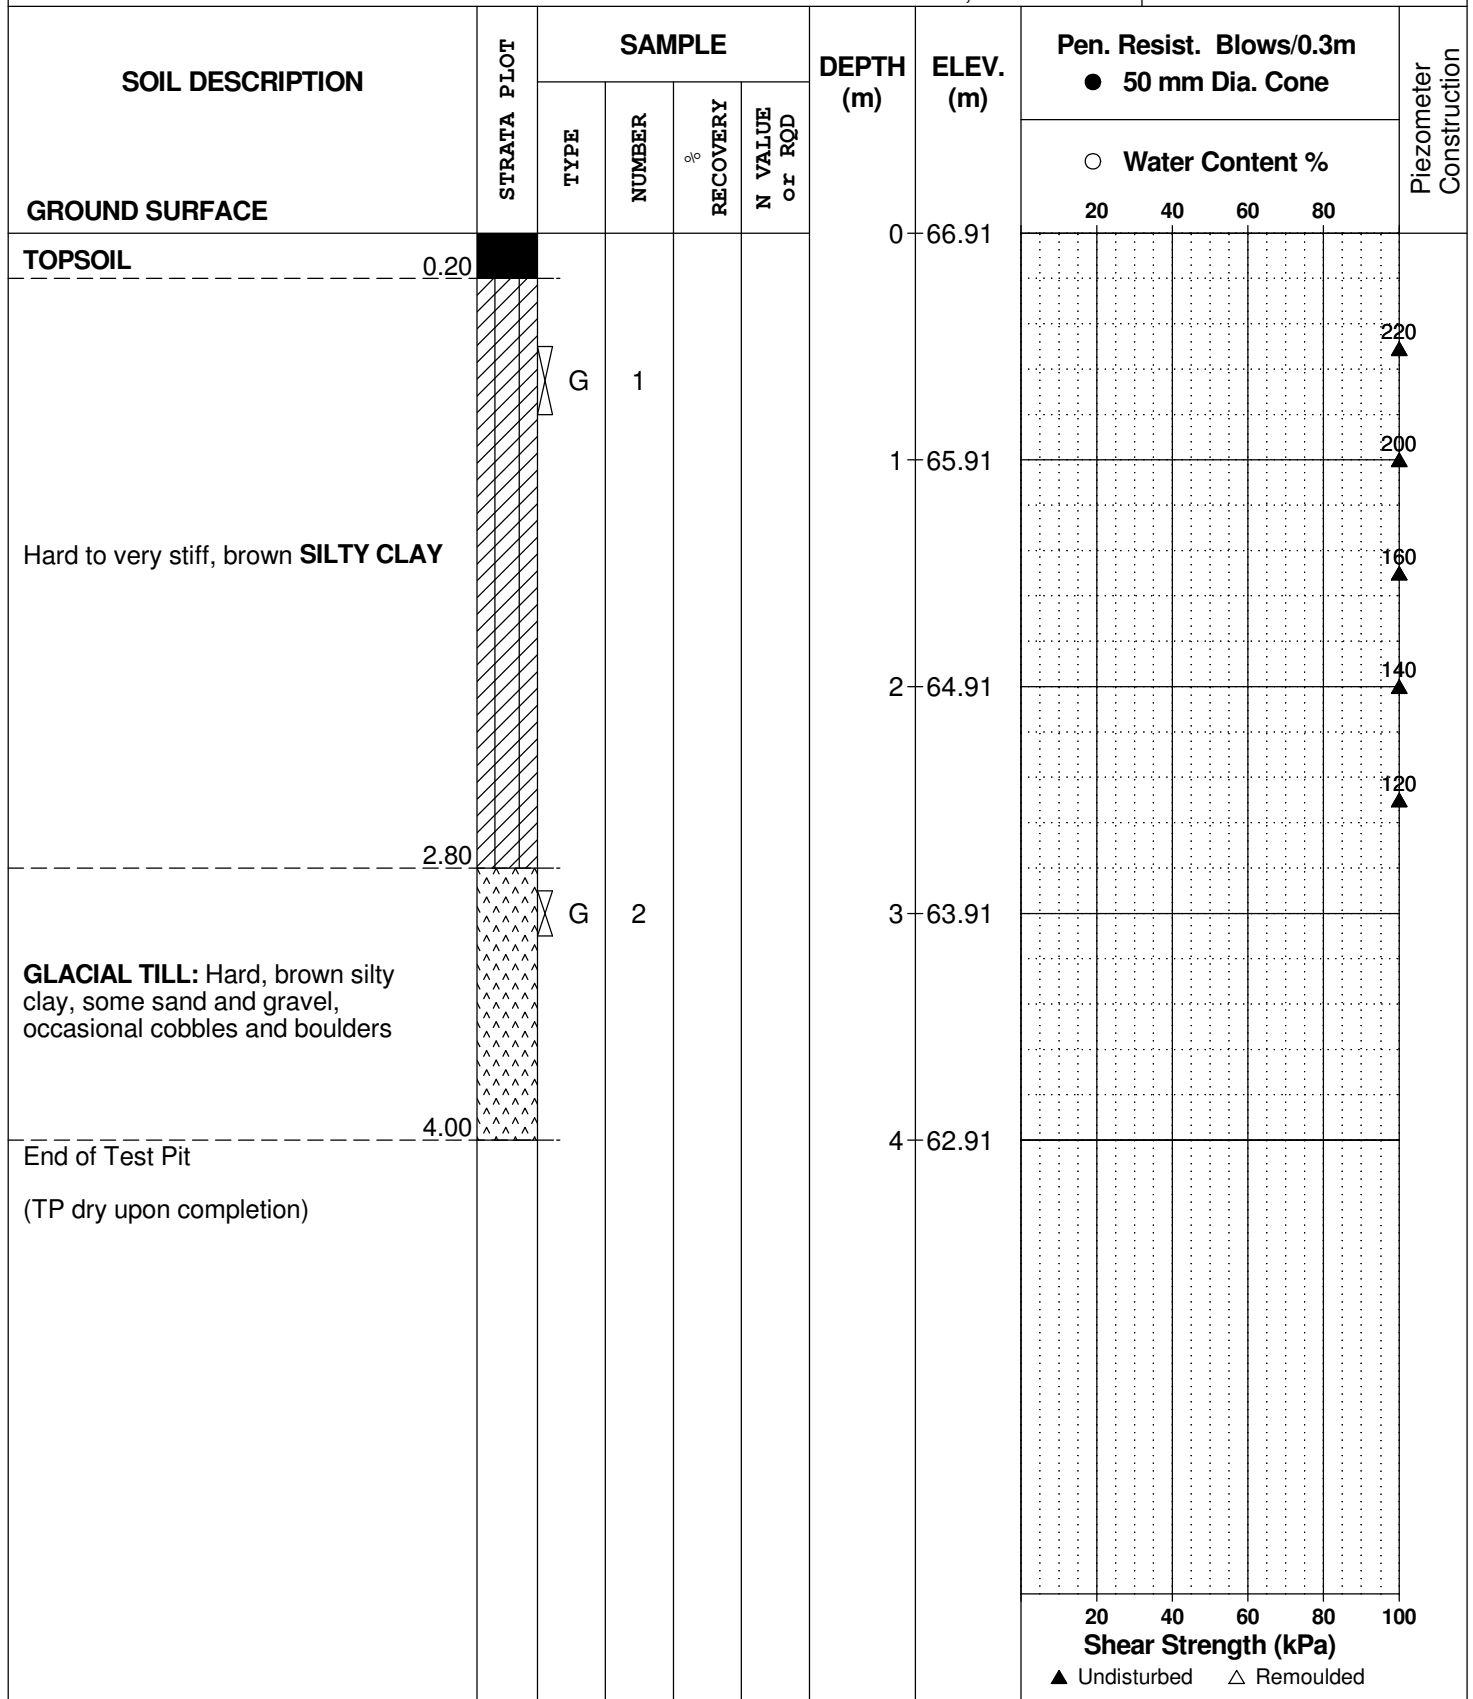 SOIL DESCRIPTION
GROUND SURFACE
STRATA PLOT
SAMPLE
TYPE
NUMBER
%
RECOVERY
N VALUE
or RQD
DEPTH
(m)
ELEV.
(m)
Pen. Resist. Blows/0.3m
● 50 mm Dia. Cone
○ Water Content %
20 40 60 80
Piezometer
Construction
0 66.91
TOPSOIL
0.20
220
G 1
200
1 65.91
Hard to very stiff, brown SILTY CLAY
160
140
2 64.91
120
2.80
G 2
3 63.91
GLACIAL TILL: Hard, brown silty
clay, some sand and gravel,
occasional cobbles and boulders
4.00
4 62.91
End of Test Pit
(TP dry upon completion)
20 40 60 80 100
Shear Strength (kPa)
▲ Undisturbed △ Remoulded